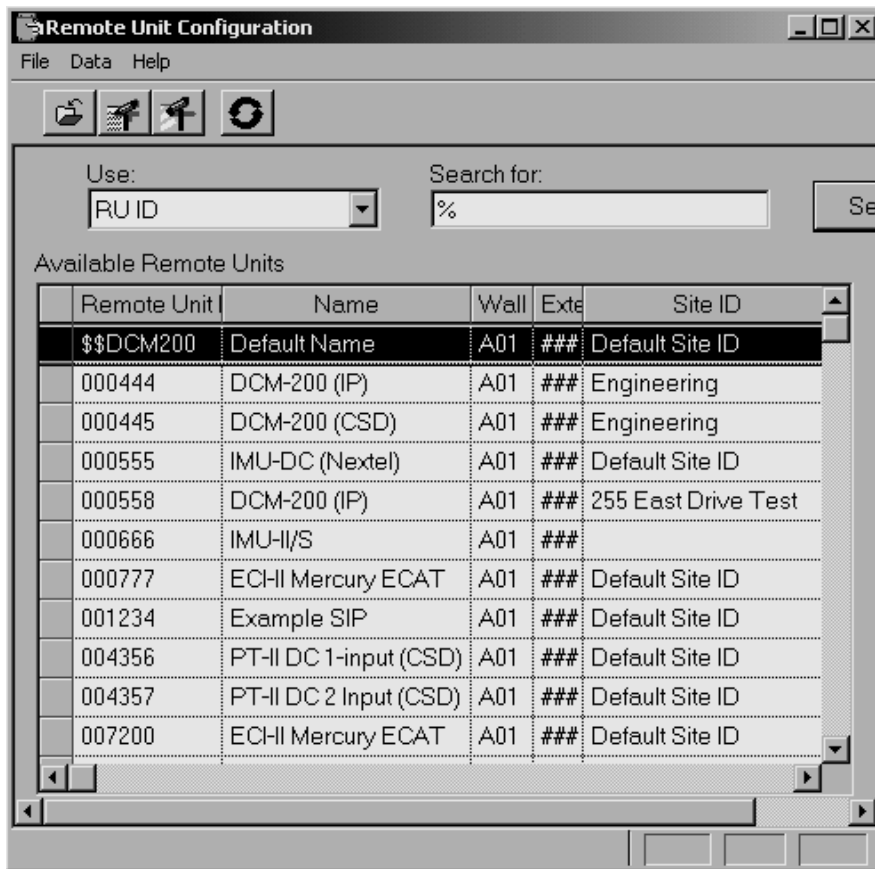 Remote Unit Configuration
File Data Help
Use: Search for:
RU ID %
Se
Available Remote Units
Remote Unit I Name Wall Exte Site ID
$$DCM200 Default Name A01 ### Default Site ID
000444 DCM-200 (IP) A01 ### Engineering
000445 DCM-200 (CSD) A01 ### Engineering
000555 IMU-DC (Nextel) A01 ### Default Site ID
000558 DCM-200 (IP) A01 ### 255 East Drive Test
000666 IMU-II/S A01 ###
000777 ECI-II Mercury ECAT A01 ### Default Site ID
001234 Example SIP A01 ### Default Site ID
004356 PT-II DC 1-input (CSD) A01 ### Default Site ID
004357 PT-II DC 2 Input (CSD) A01 ### Default Site ID
007200 ECI-II Mercury ECAT A01 ### Default Site ID